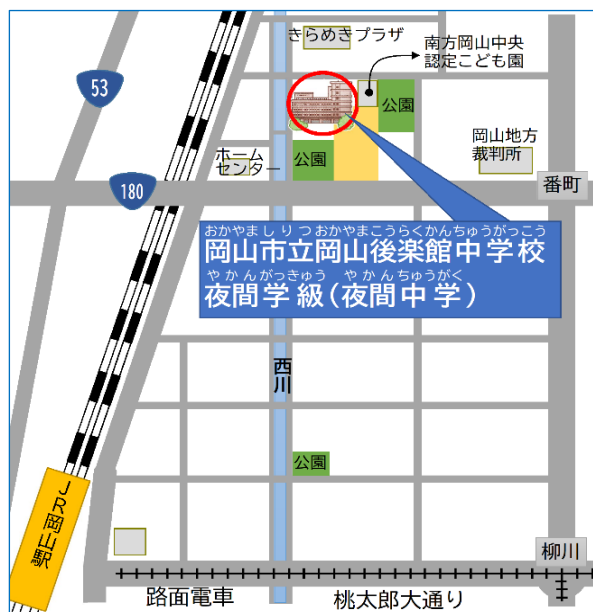 きらめきプラザ
南方岡山中央
認定こども園
53
公園
岡山地方
裁判所
ホーム
センター
公園
180
番町
おかやましりつおかやまこうらくかんちゅうがっこう
岡山市立岡山後楽館中学校
やかんがっきゅう やかんちゅうがく
夜間学級(夜間中学)
西川
公園
JR岡山駅
柳川
路面電車
桃太郎大通り